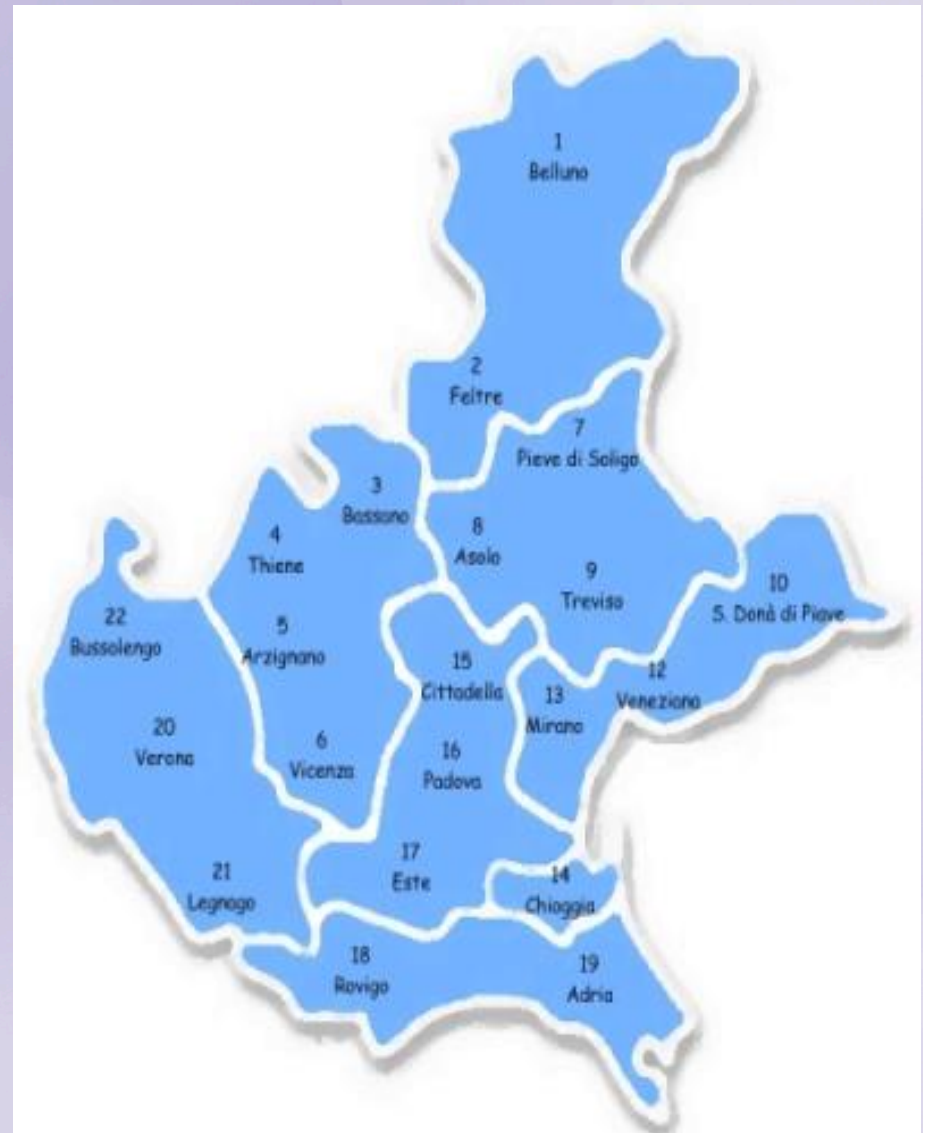 1
Belluno
2
Feltre
7
Pieve di Soligo
3
Bassano
4
Thiene
8
Asolo
9
Treviso
10
S. Donà di Piave
22
Bussolengo
5
Arzignano
15
Cittadella
13
Mirano
12
Veneziana
20
Verona
6
Vicenza
16
Padova
17
Este
21
Legnago
14
Chioggia
18
Rovigo
19
Adria